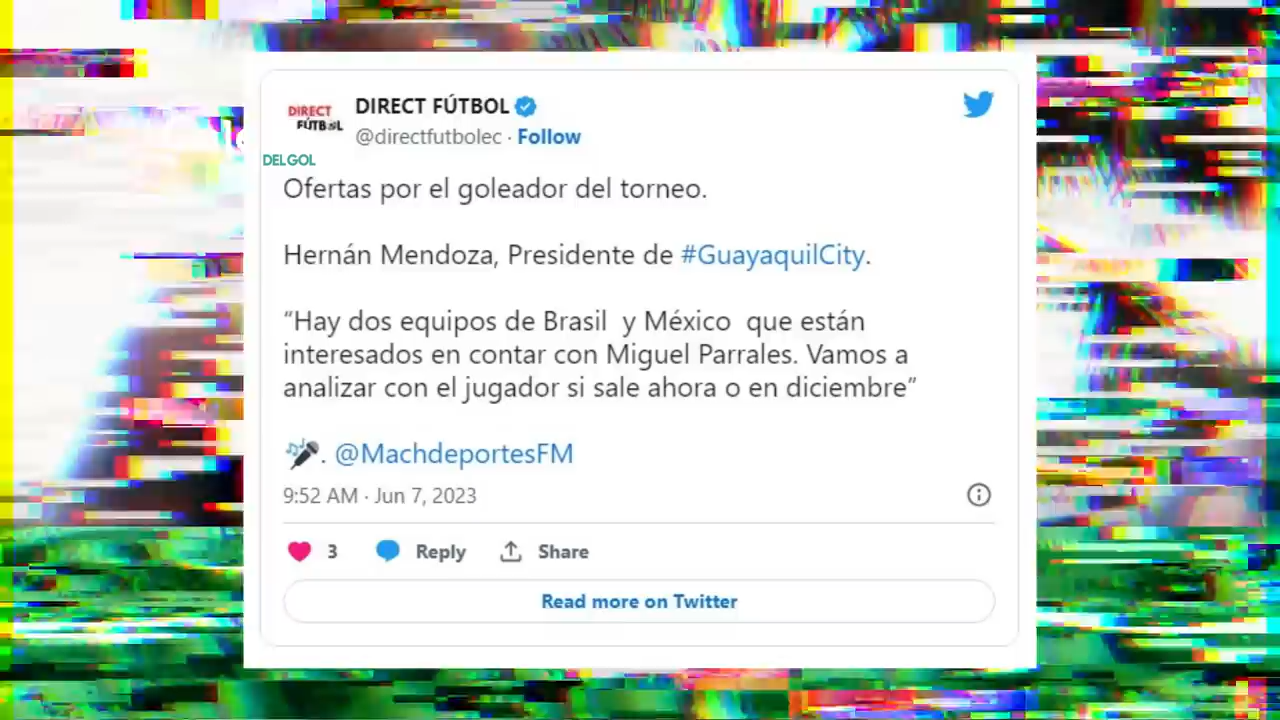 DIRECT FÚTBOL
DIRECT
FÚTBOL
@directfutbolec · Follow
DELGOL
Ofertas por el goleador del torneo.
Hernán Mendoza, Presidente de #GuayaquilCity.
“Hay dos equipos de Brasil y México que están
interesados en contar con Miguel Parrales. Vamos a
analizar con el jugador si sale ahora o en diciembre”
. @MachdeportesFM
9:52 AM · Jun 7, 2023
3 Reply Share
Read more on Twitter